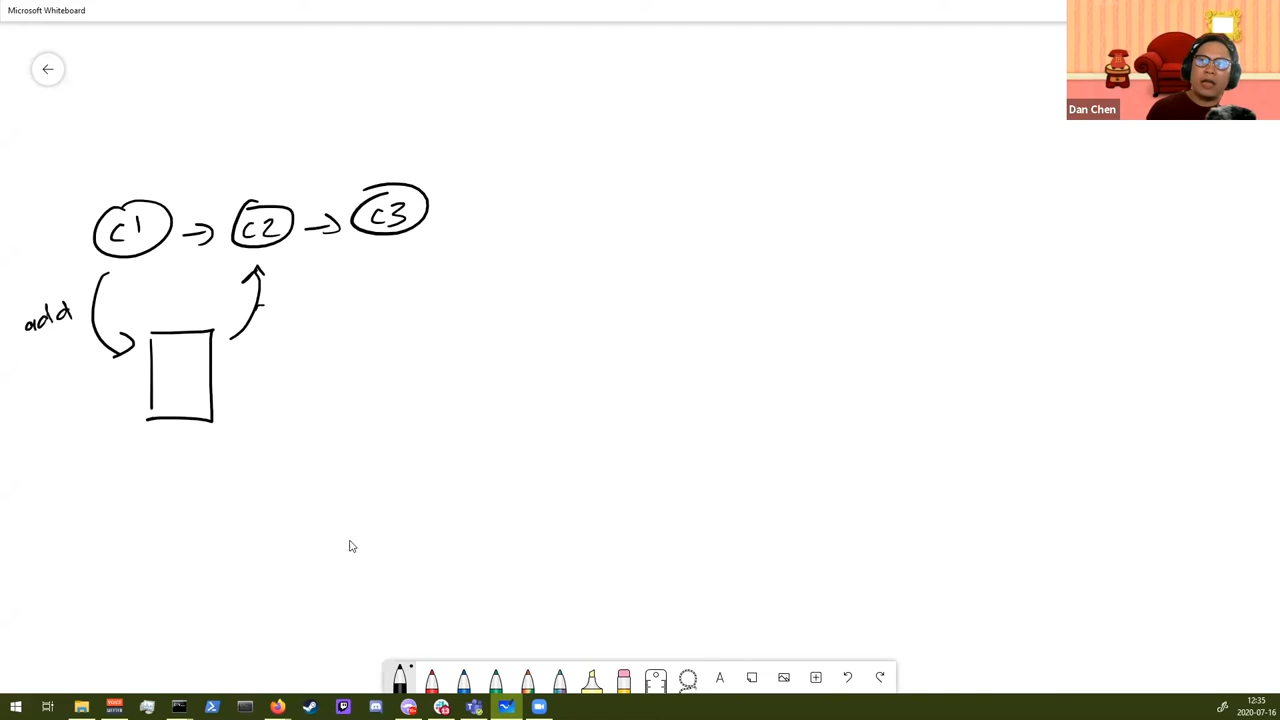 Microsoft Whiteboard
Dan Chen
c1 → c2 → c3
add
A
12:35
2020-07-16